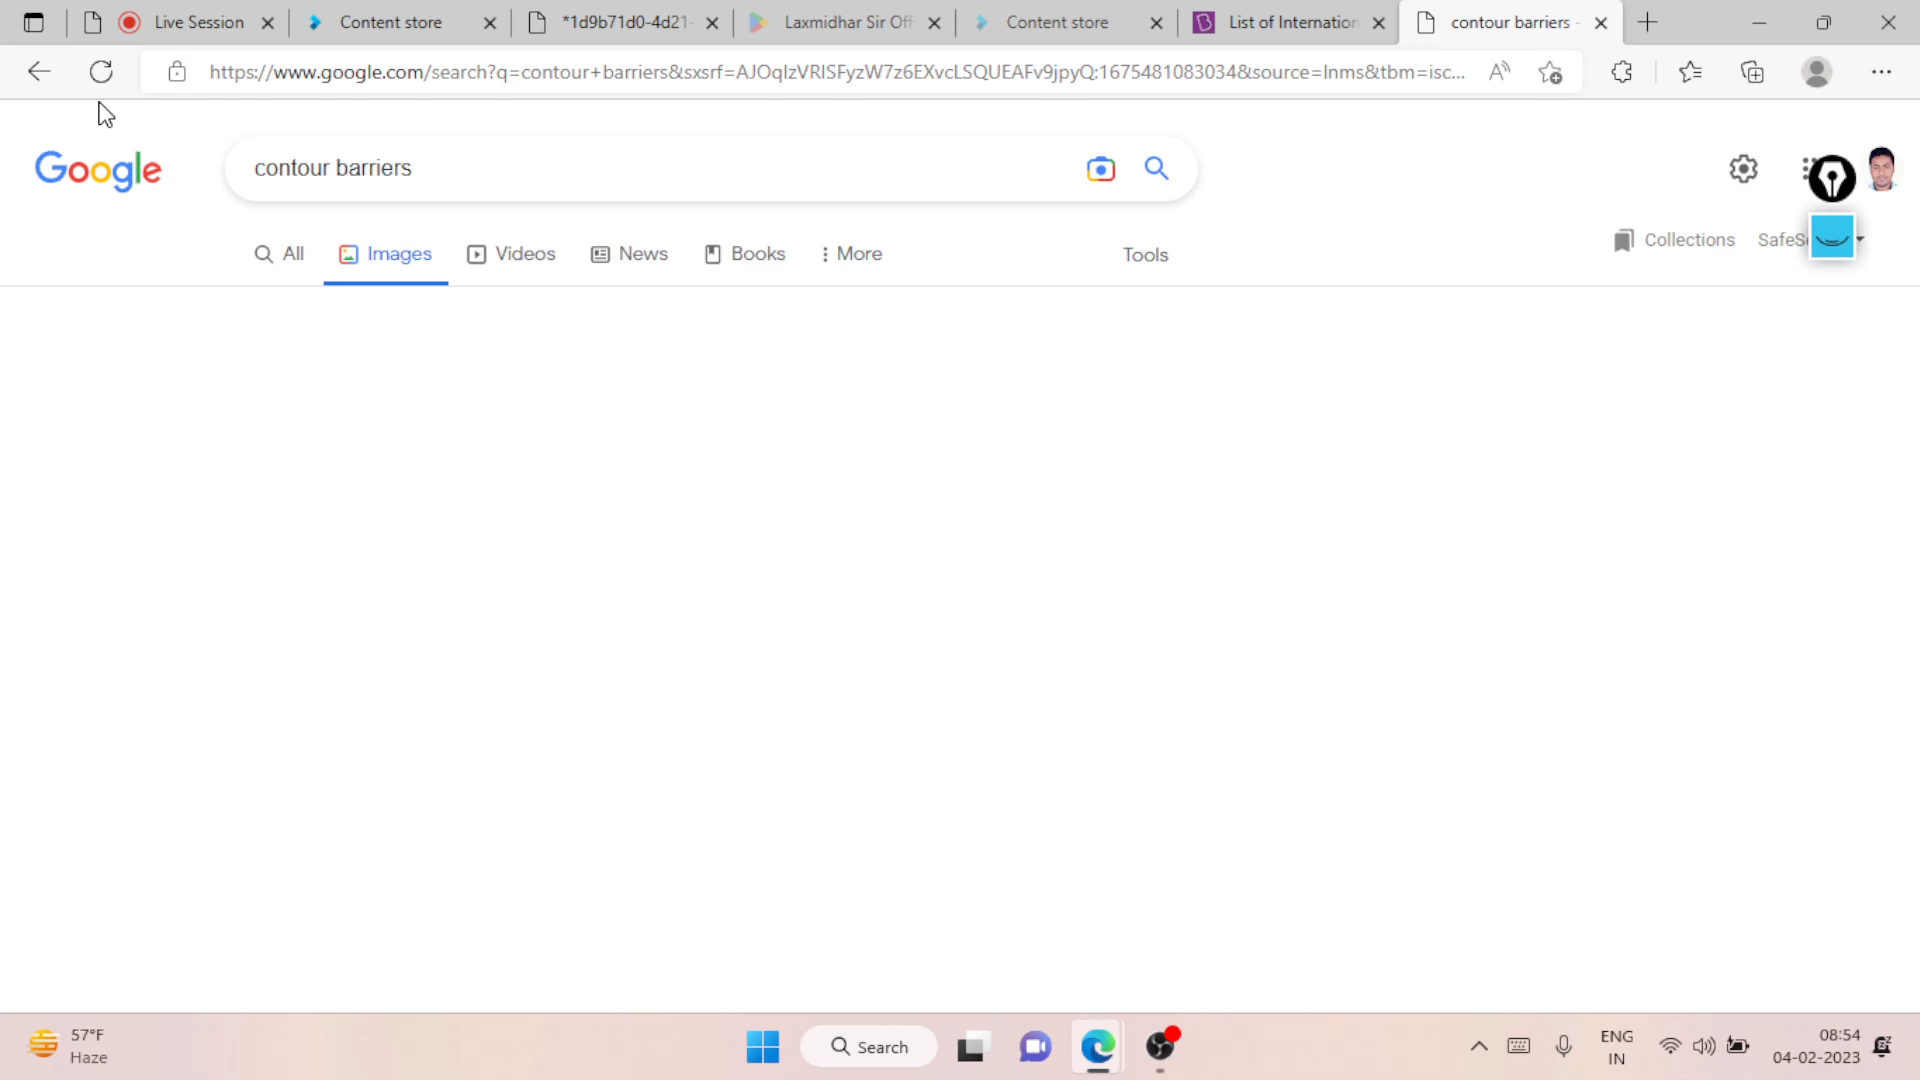 Live Session
Content store
*1d9b71d0-4d21-
Laxmidhar Sir Off
Content store
List of Internation
contour barriers -
https://www.google.com/search?q=contour+barriers&sxsrf=AJOqIzVRISFyzW7z6EXvcLSQUEAFv9jpyQ:1675481083034&source=lnms&tbm=isc...
Google
contour barriers
All
Images
Videos
News
Books
More
Tools
Collections
SafeS
57°F
Haze
Search
ENG
IN
08:54
04-02-2023